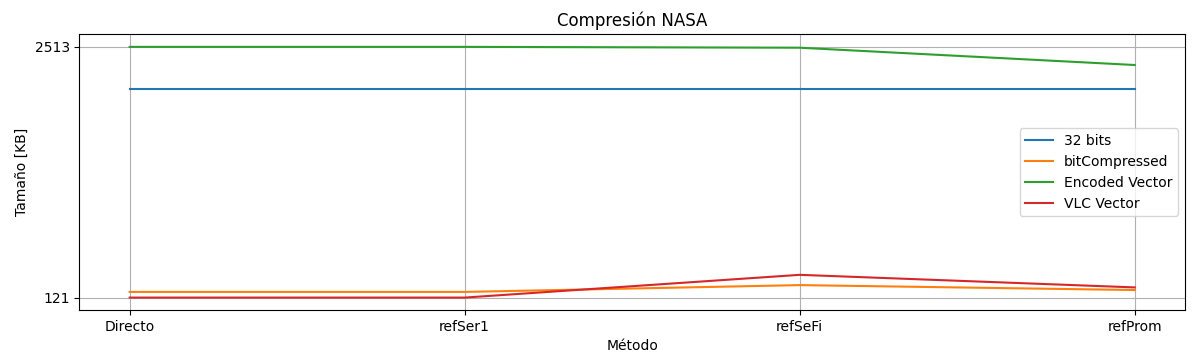 Compresión NASA
2513
121
Tamaño [KB]
32 bits
bitCompressed
Encoded Vector
VLC Vector
Directo
refSer1
refSeFi
refProm
Método